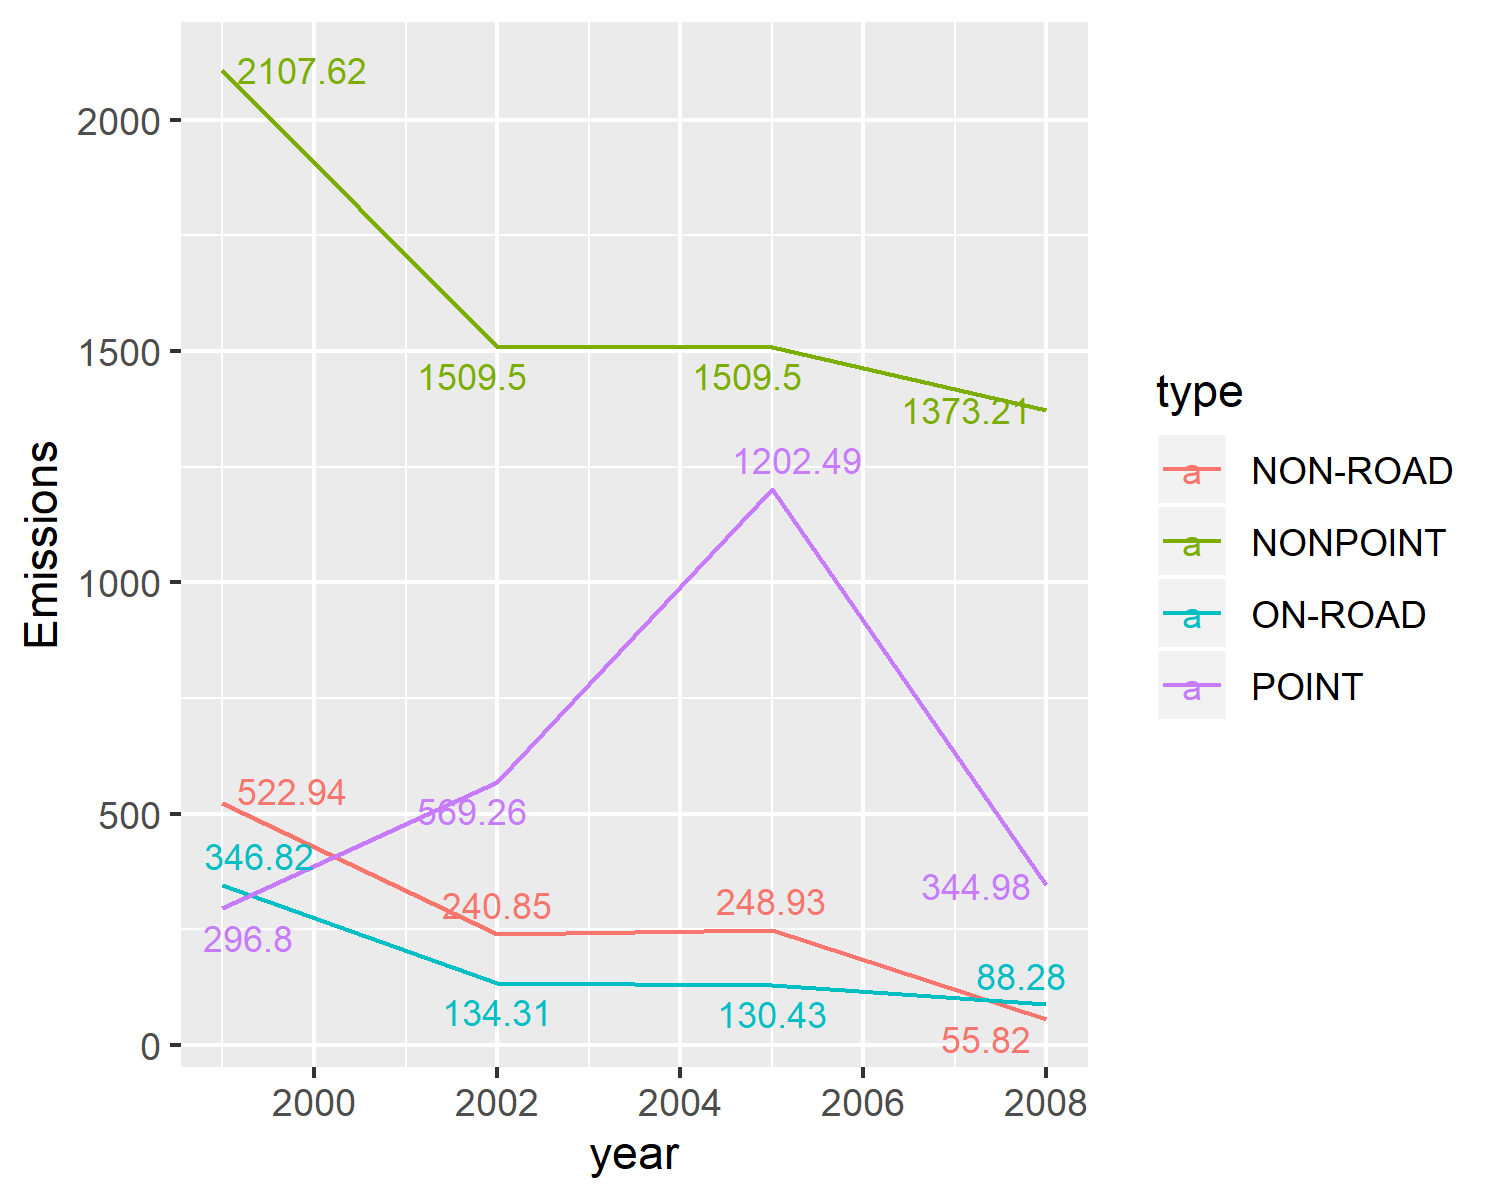 2107.62
2000
1500
1509.5 1509.5
1373.21
1202.49
1000
522.94
500
569.26
346.82
344.98
240.85 248.93
296.8
88.28
134.31 130.43
55.82
0
2000 2002 2004 2006 2008
year
Emissions
type
a NON-ROAD
a NONPOINT
a ON-ROAD
a POINT